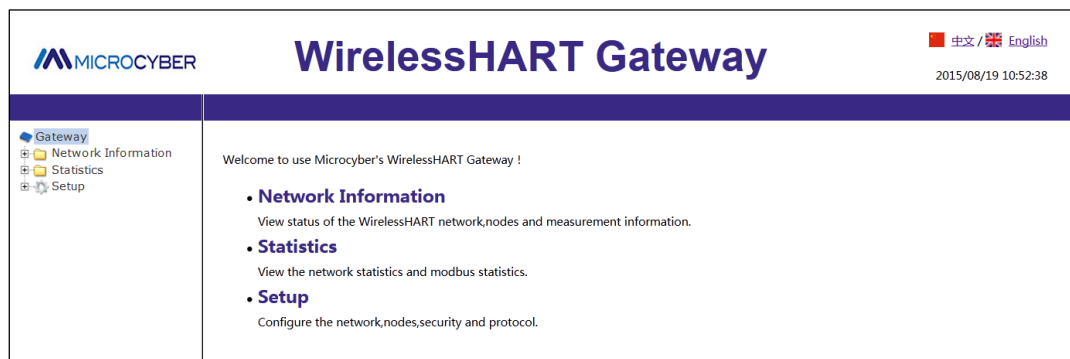 MICROCYBER
WirelessHART Gateway
中文 / English
2015/08/19 10:52:38
Gateway
Network Information
Statistics
Setup
Welcome to use Microcyber's WirelessHART Gateway !
• Network Information
View status of the WirelessHART network,nodes and measurement information.
• Statistics
View the network statistics and modbus statistics.
• Setup
Configure the network,nodes,security and protocol.